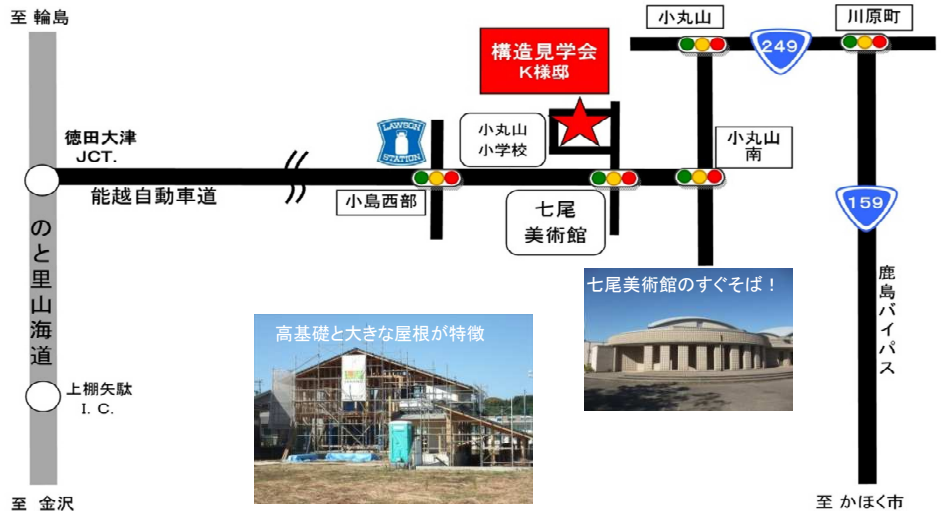 至 輪島
小丸山
川原町
構造見学会
K様邸
249
徳田大津
JCT.
LAWSON
STATION
小丸山
小学校
小丸山
南
能越自動車道
小島西部
七尾
美術館
159
のと里山海道
鹿島バイパス
七尾美術館のすぐそば！
高基礎と大きな屋根が特徴
上棚矢駄
I. C.
至 金沢
至 かほく市